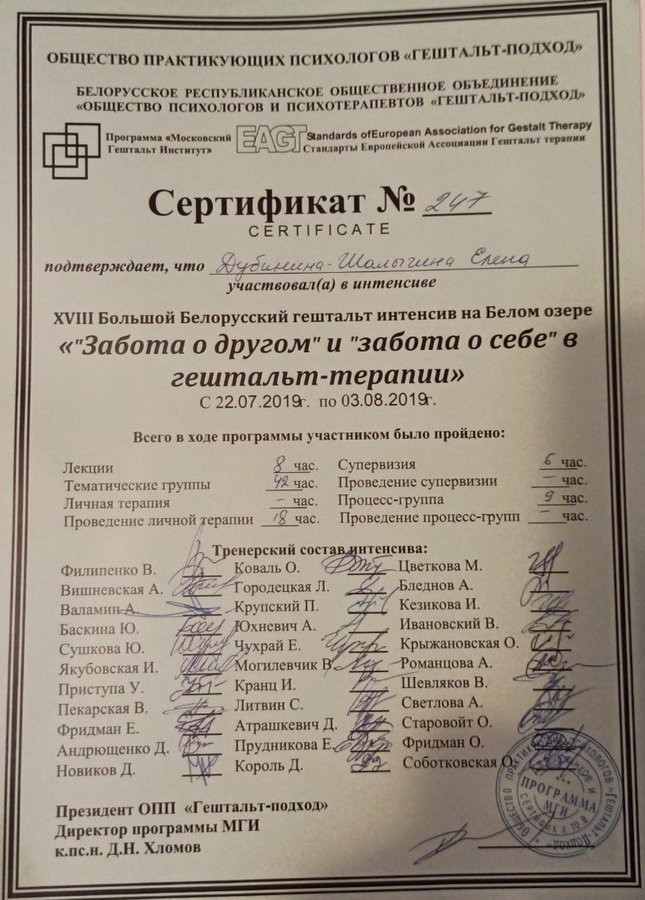 ОБЩЕСТВО ПРАКТИКУЮЩИХ ПСИХОЛОГОВ «ГЕШТАЛЬТ-ПОДХОД»
БЕЛОРУССКОЕ РЕСПУБЛИКАНСКОЕ ОБЩЕСТВЕННОЕ ОБЪЕДИНЕНИЕ
«ОБЩЕСТВО ПСИХОЛОГОВ И ПСИХОТЕРАПЕВТОВ «ГЕШТАЛЬТ-ПОДХОД»
Программа «Московский Гештальт Институт»
EAGT
Standards of European Association for Gestalt Therapy
Стандарты Европейской Ассоциации Гештальт терапии
Сертификат № 247
CERTIFICATE
подтверждает, что Дубинина-Шалыгина Елена
участвовал(а) в интенсиве
XVIII Большой Белорусский гештальт интенсив на Белом озере
«"Забота о другом" и "забота о себе" в
гештальт-терапии»
С 22.07.2019г. по 03.08.2019г.
Всего в ходе программы участником было пройдено:
Лекции 8 час. Супервизия 6 час.
Тематические группы 42 час. Проведение супервизии – час.
Личная терапия – час. Процесс-группа 9 час.
Проведение личной терапии 18 час. Проведение процесс-групп – час.
Тренерский состав интенсива:
Филипенко В. Коваль О. Цветкова М.
Вишневская А. Городецкая Л. Бледнов А.
Валамин А. Крупский П. Кезикова И.
Баскина Ю. Юхневич А. Ивановский В.
Сушкова Ю. Чухрай Е. Крыжановская О.
Якубовская И. Могилевчик В. Романцова А.
Приступа У. Кранц И. Шевляков В.
Пекарская В. Литвин С. Светлова А.
Фридман Е. Атрашкевич Д. Старовойт О.
Андрющенко Д. Прудникова Е. Фридман О.
Новиков Д. Король Д. Соботковская О.
Президент ОПП «Гештальт-подход»
Директор программы МГИ
к.пс.н. Д.Н. Хломов
ПРОГРАММА
МГИ